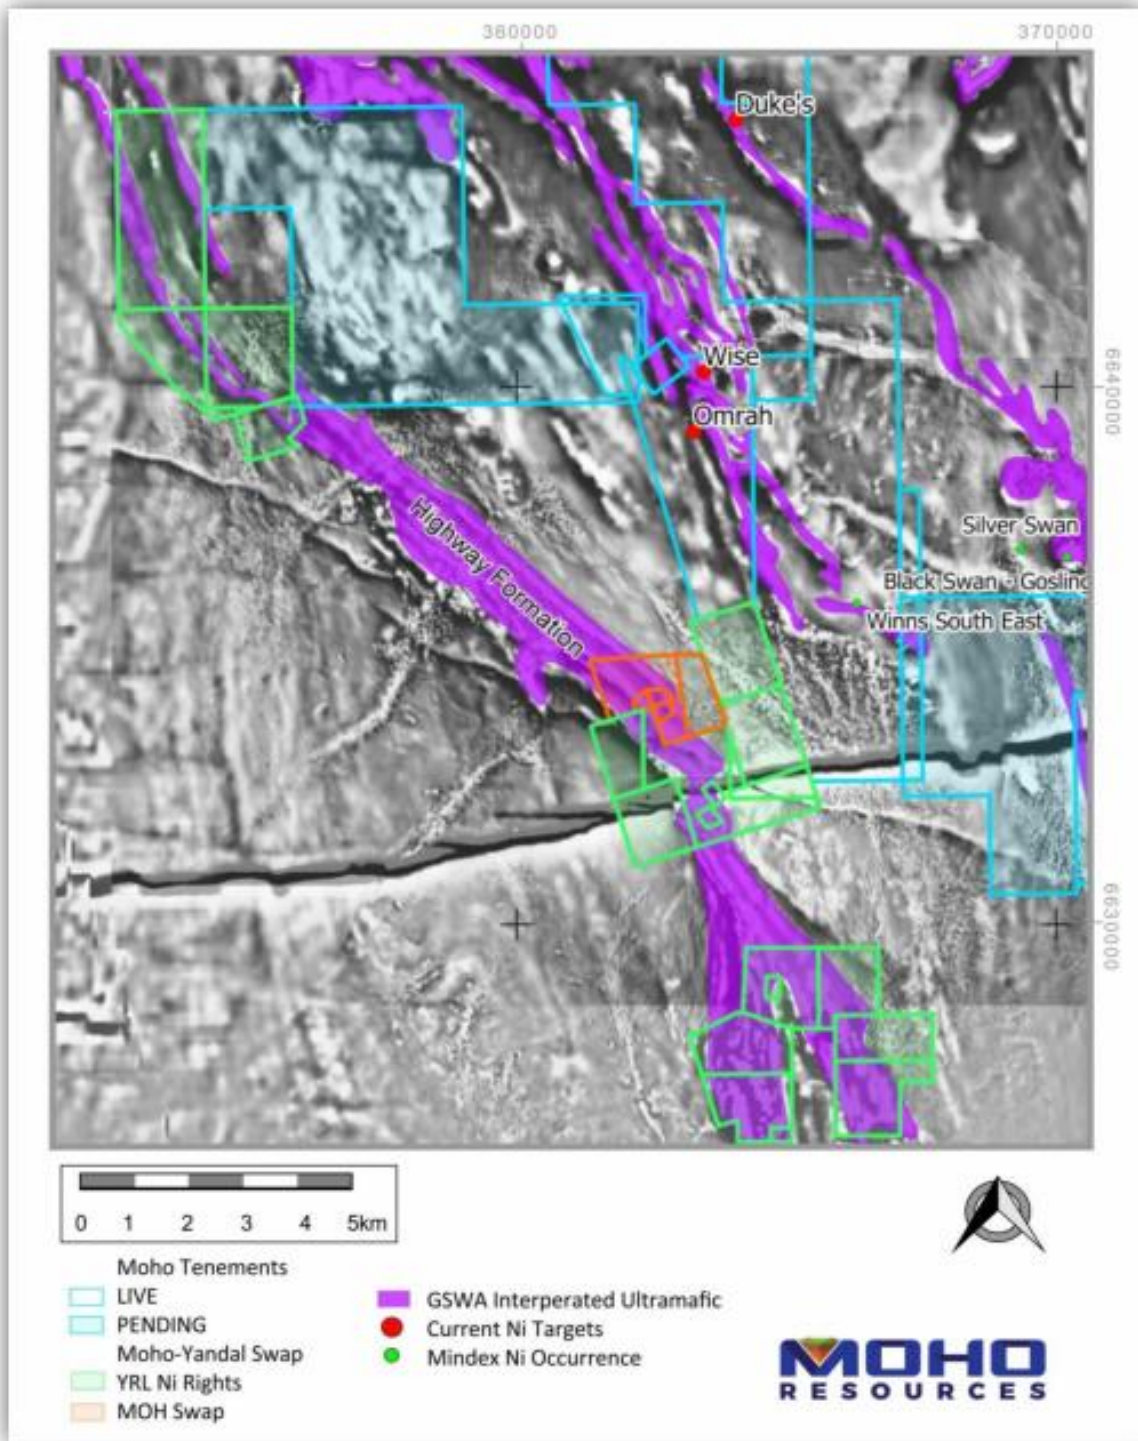 360000
370000
Duke's
Wise
Omrah
6640000
Highway Formation
Silver Swan
Black Swan - Gosling
Winns South East
6630000
0 1 2 3 4 5km
Moho Tenements
LIVE
PENDING
Moho-Yandal Swap
YRL Ni Rights
MOH Swap
GSWA Interperated Ultramafic
Current Ni Targets
Mindex Ni Occurrence
MOHO
RESOURCES